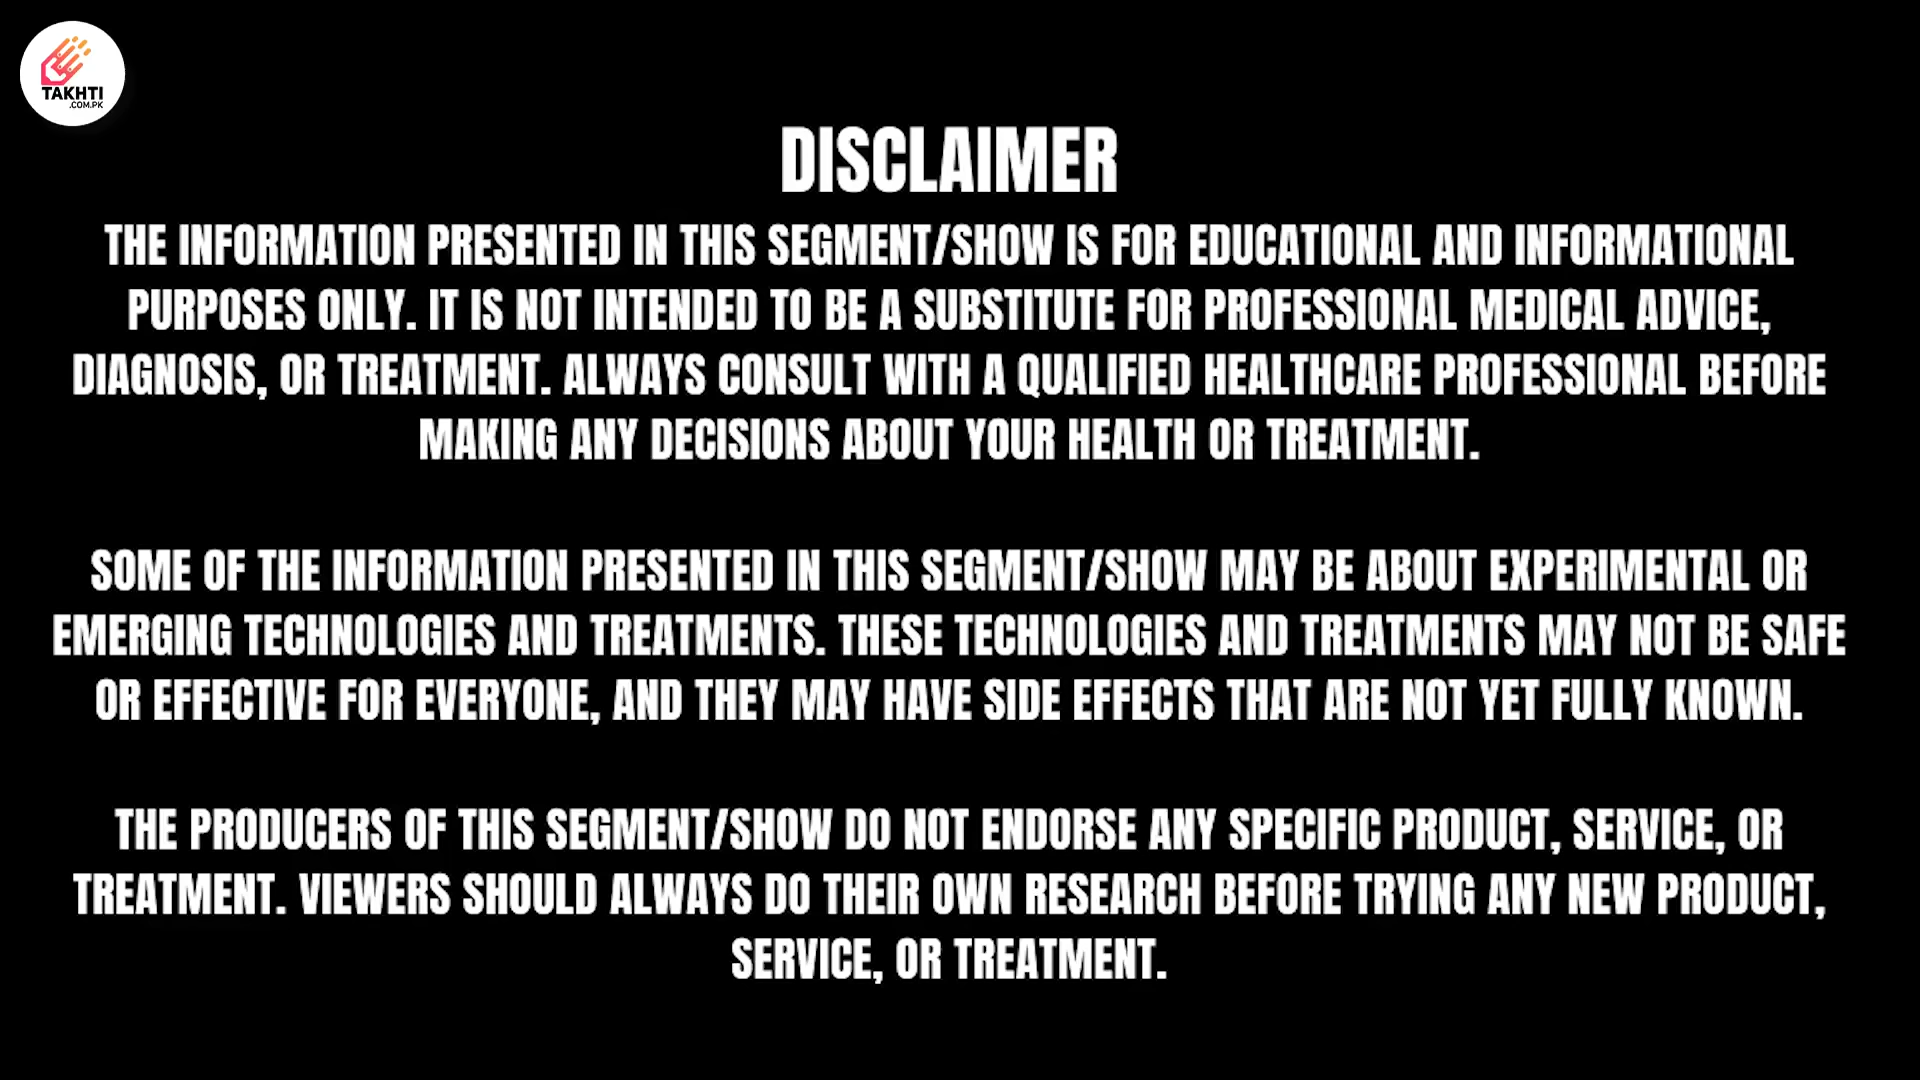 TAKHTI
.COM.PK
DISCLAIMER
THE INFORMATION PRESENTED IN THIS SEGMENT/SHOW IS FOR EDUCATIONAL AND INFORMATIONAL
PURPOSES ONLY. IT IS NOT INTENDED TO BE A SUBSTITUTE FOR PROFESSIONAL MEDICAL ADVICE,
DIAGNOSIS, OR TREATMENT. ALWAYS CONSULT WITH A QUALIFIED HEALTHCARE PROFESSIONAL BEFORE
MAKING ANY DECISIONS ABOUT YOUR HEALTH OR TREATMENT.
SOME OF THE INFORMATION PRESENTED IN THIS SEGMENT/SHOW MAY BE ABOUT EXPERIMENTAL OR
EMERGING TECHNOLOGIES AND TREATMENTS. THESE TECHNOLOGIES AND TREATMENTS MAY NOT BE SAFE
OR EFFECTIVE FOR EVERYONE, AND THEY MAY HAVE SIDE EFFECTS THAT ARE NOT YET FULLY KNOWN.
THE PRODUCERS OF THIS SEGMENT/SHOW DO NOT ENDORSE ANY SPECIFIC PRODUCT, SERVICE, OR
TREATMENT. VIEWERS SHOULD ALWAYS DO THEIR OWN RESEARCH BEFORE TRYING ANY NEW PRODUCT,
SERVICE, OR TREATMENT.